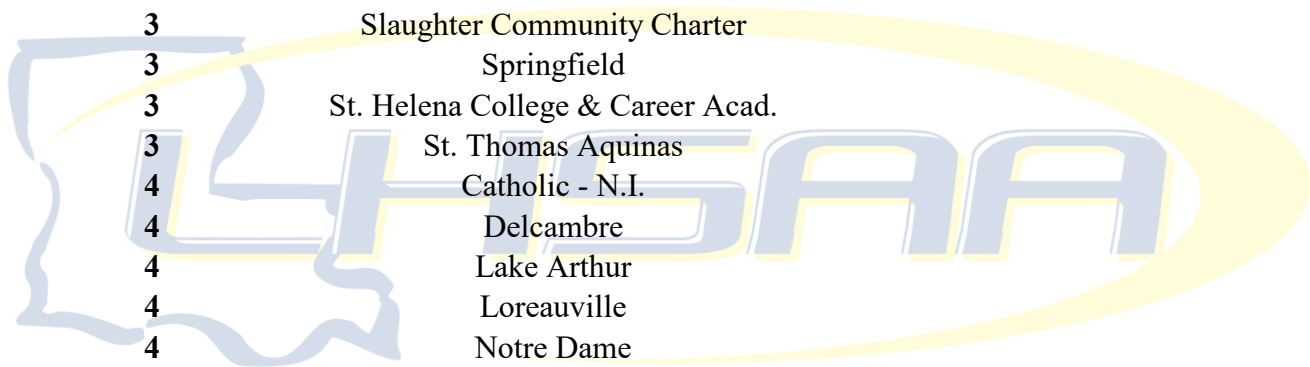 3 Slaughter Community Charter
3 Springfield
3 St. Helena College & Career Acad.
3 St. Thomas Aquinas
4 Catholic - N.I.
4 Delcambre
4 Lake Arthur
4 Loreauville
4 Notre Dame
LHSAA